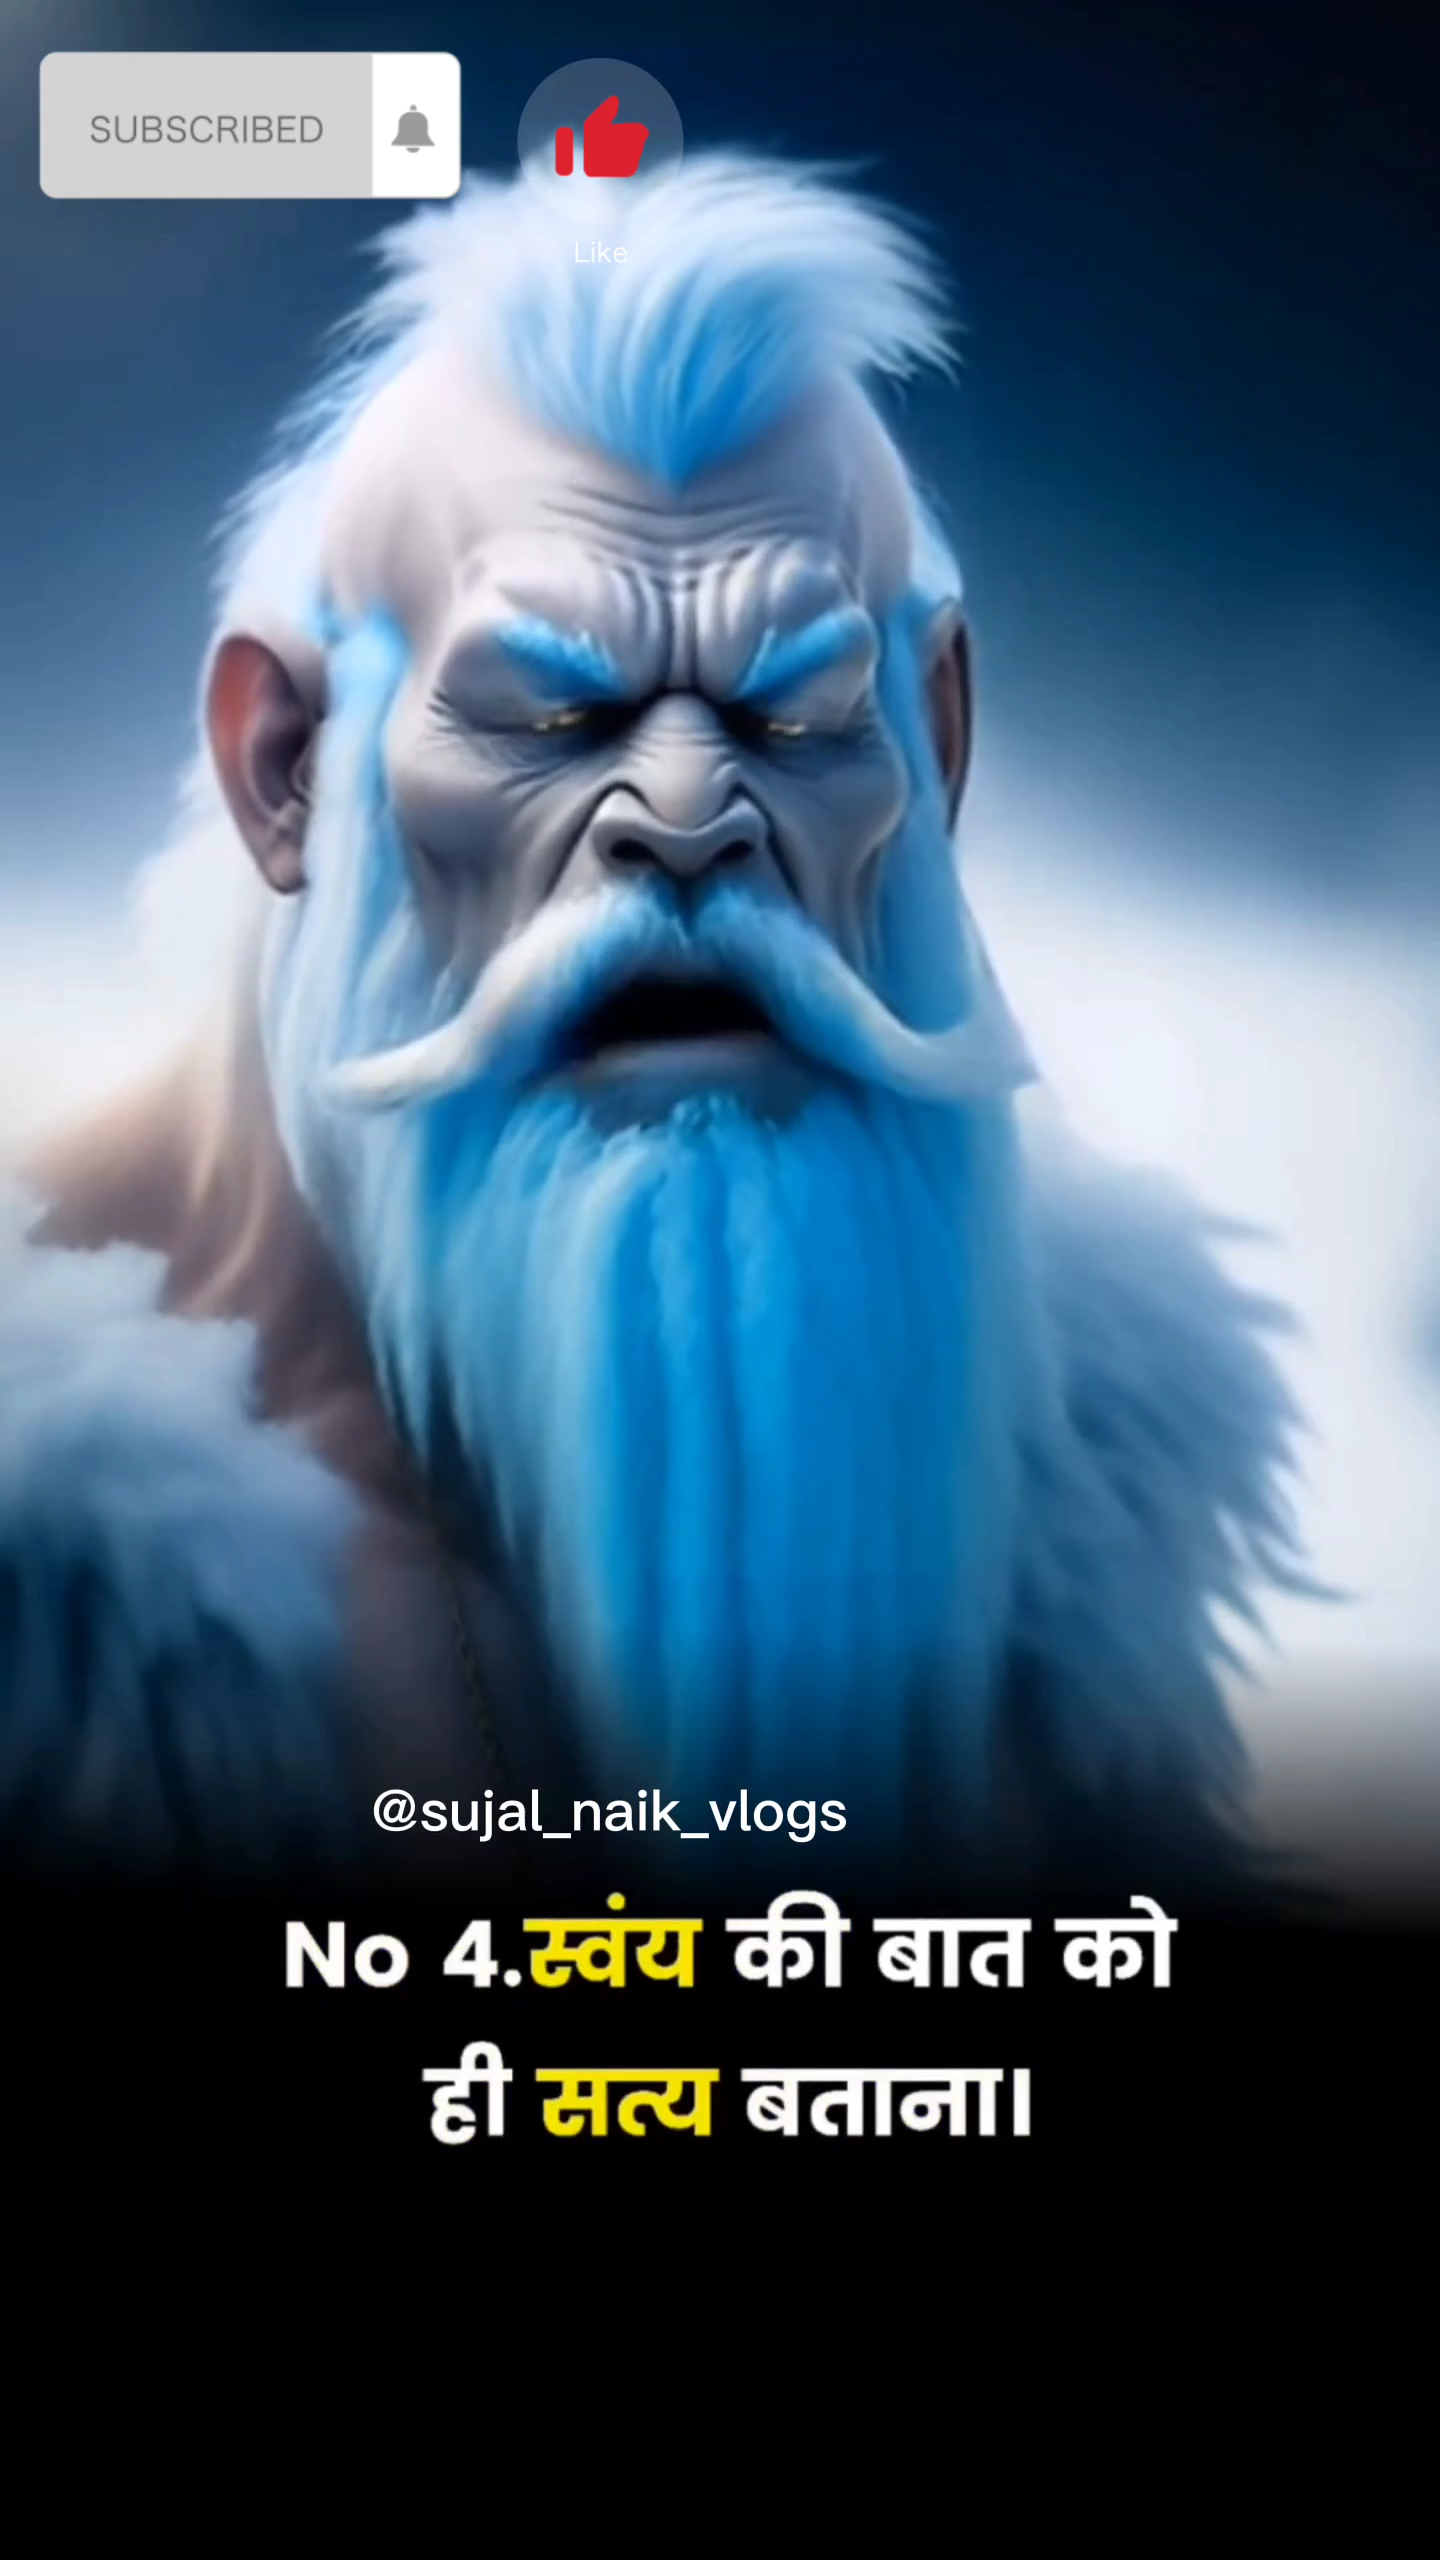 SUBSCRIBED
Like
@sujal_naik_vlogs
No 4.स्वंय की बात को
ही सत्य बताना।